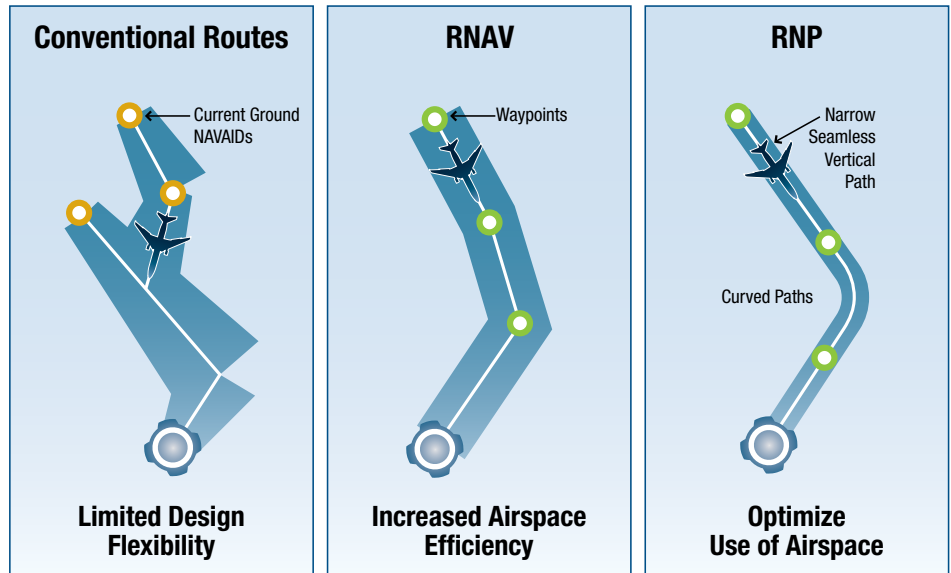 Conventional Routes
Current Ground
NAVAIDs
Limited Design
Flexibility
RNAV
Waypoints
Increased Airspace
Efficiency
RNP
Narrow
Seamless
Vertical
Path
Curved Paths
Optimize
Use of Airspace